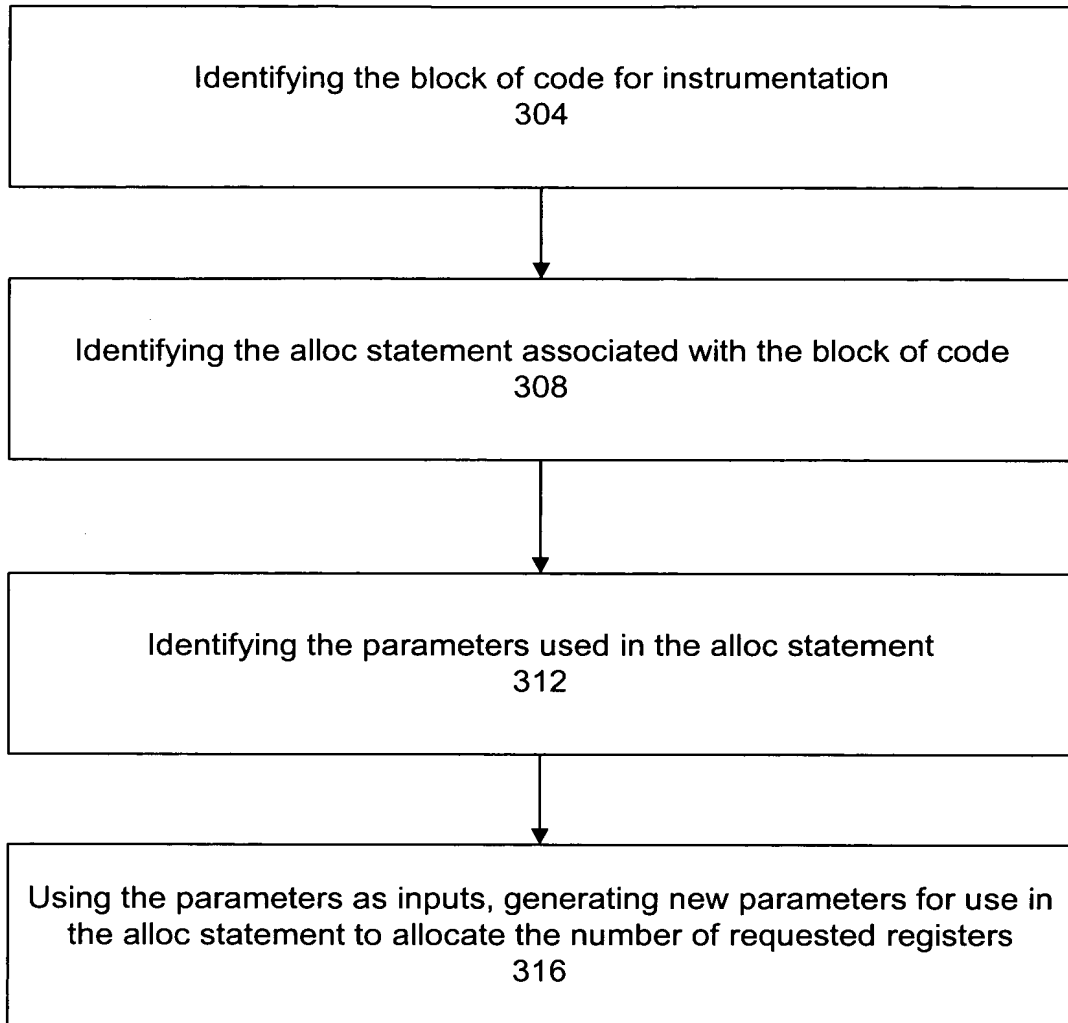 Identifying the block of code for instrumentation
304
Identifying the alloc statement associated with the block of code
308
Identifying the parameters used in the alloc statement
312
Using the parameters as inputs, generating new parameters for use in
the alloc statement to allocate the number of requested registers
316